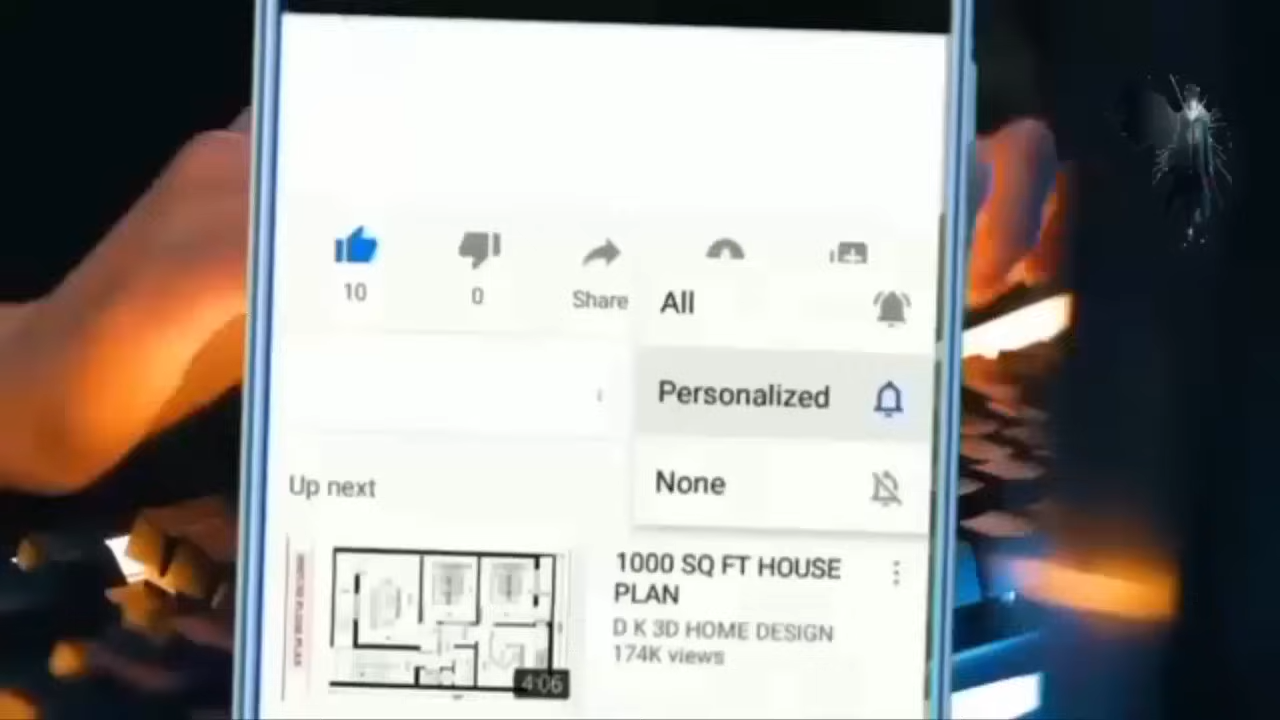 10
0
Share
All
Personalized
None
Up next
1000 SQ FT HOUSE
PLAN
D K 3D HOME DESIGN
174K views
4:06